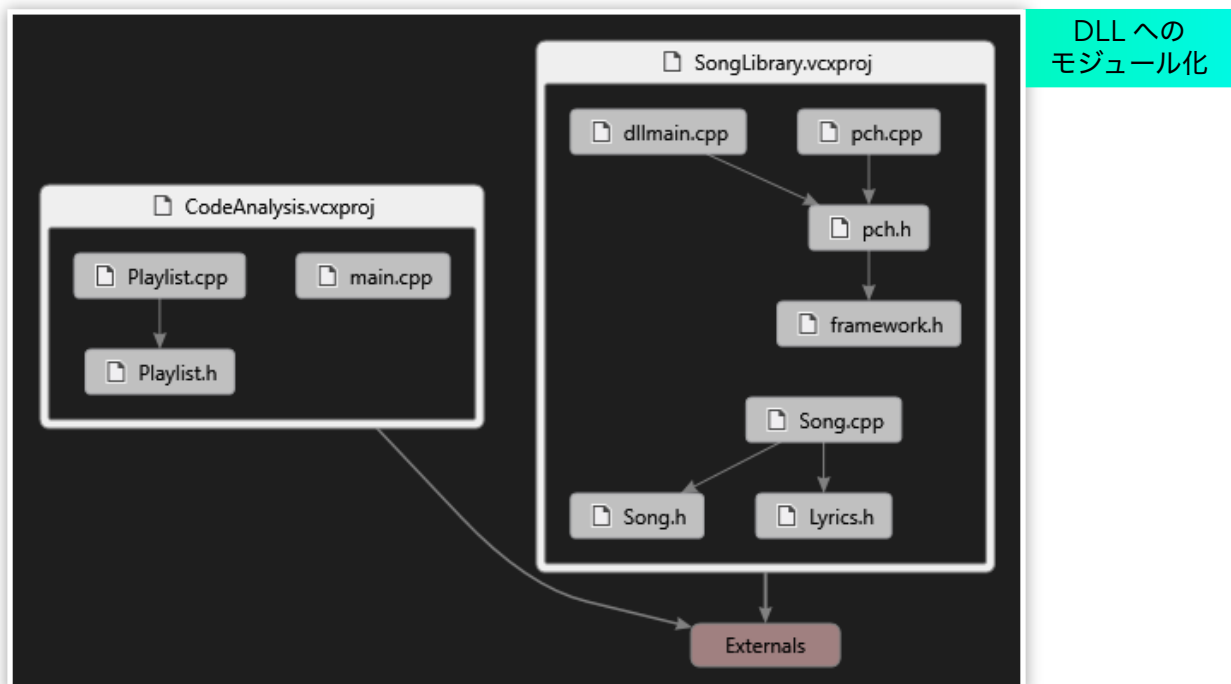 DLL への
モジュール化
SongLibrary.vcxproj
dllmain.cpp
pch.cpp
pch.h
framework.h
Song.cpp
Song.h
Lyrics.h
CodeAnalysis.vcxproj
Playlist.cpp
main.cpp
Playlist.h
Externals